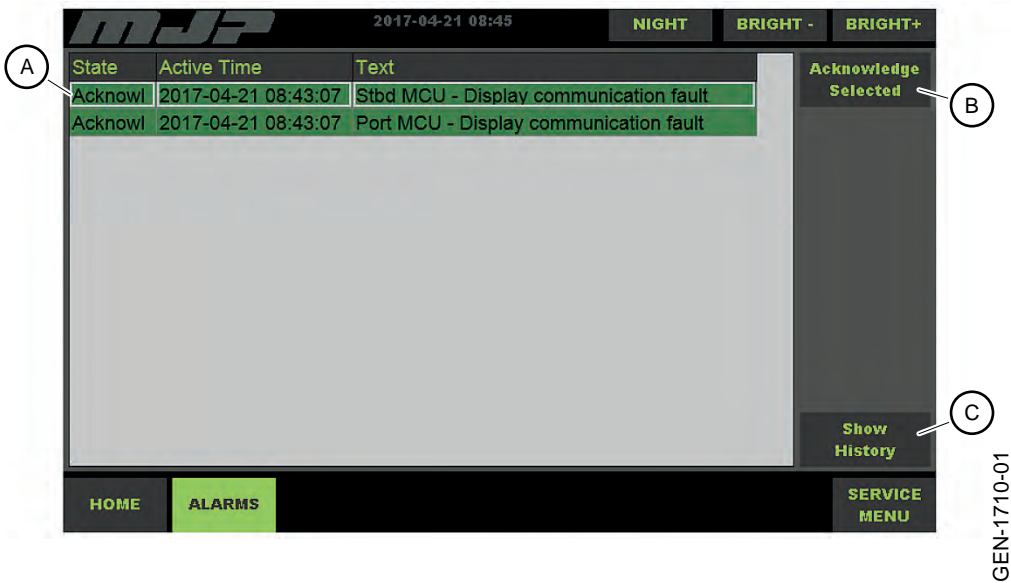 MJP 2017-04-21 08:45 NIGHT BRIGHT - BRIGHT+
A
State Active Time Text
Acknowl 2017-04-21 08:43:07 Stbd MCU - Display communication fault
Acknowl 2017-04-21 08:43:07 Port MCU - Display communication fault
Acknowledge
Selected
B
Show
History
C
HOME ALARMS
SERVICE
MENU
GEN-1710-01